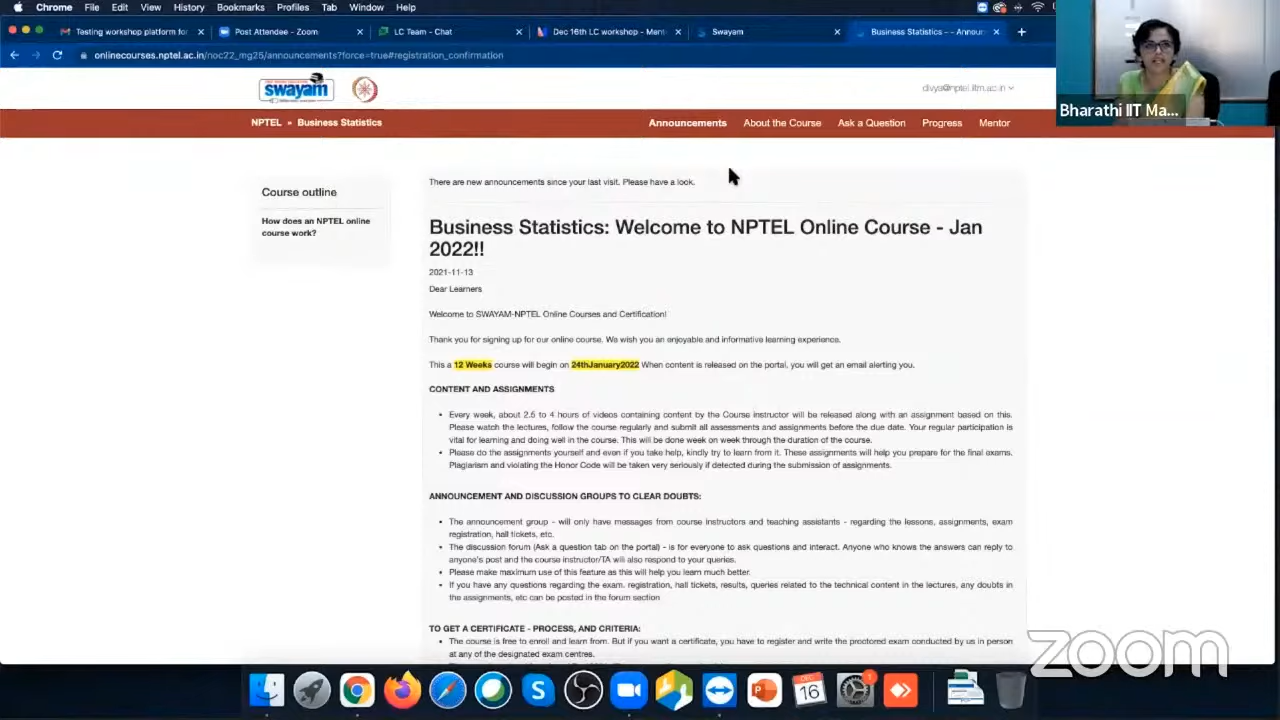 Chrome File Edit View History Bookmarks Profiles Tab Window Help
Testing workshop platform for
Post Attendee - Zoom
LC Team - Chat
Dec 16th LC workshop - Ment
Swayam
Business Statistics - - Announ
onlinecourses.nptel.ac.in/noc22_mg25/announcements?force=true#registration_confirmation
swayam
divya@nptel.iitm.ac.in
Bharathi IIT Ma...
NPTEL » Business Statistics
Announcements About the Course Ask a Question Progress Mentor
Course outline
How does an NPTEL online
course work?
There are new announcements since your last visit. Please have a look.
Business Statistics: Welcome to NPTEL Online Course - Jan
2022!!
2021-11-13
Dear Learners
Welcome to SWAYAM-NPTEL Online Courses and Certification!
Thank you for signing up for our online course. We wish you an enjoyable and informative learning experience.
This a 12 Weeks course will begin on 24thJanuary2022 When content is released on the portal, you will get an email alerting you.
CONTENT AND ASSIGNMENTS
• Every week, about 2.5 to 4 hours of videos containing content by the Course instructor will be released along with an assignment based on this.
Please watch the lectures, follow the course regularly and submit all assessments and assignments before the due date. Your regular participation is
vital for learning and doing well in the course. This will be done week on week through the duration of the course.
• Please do the assignments yourself and even if you take help, kindly try to learn from it. These assignments will help you prepare for the final exams.
Plagiarism and violating the Honor Code will be taken very seriously if detected during the submission of assignments.
ANNOUNCEMENT AND DISCUSSION GROUPS TO CLEAR DOUBTS:
• The announcement group - will only have messages from course instructors and teaching assistants - regarding the lessons, assignments, exam
registration, hall tickets, etc.
• The discussion forum (Ask a question tab on the portal) - is for everyone to ask questions and interact. Anyone who knows the answers can reply to
anyone's post and the course instructor/TA will also respond to your queries.
• Please make maximum use of this feature as this will help you learn much better.
• If you have any questions regarding the exam, registration, hall tickets, results, queries related to the technical content in the lectures, any doubts in
the assignments, etc can be posted in the forum section
TO GET A CERTIFICATE - PROCESS, AND CRITERIA:
• The course is free to enroll and learn from. But if you want a certificate, you have to register and write the proctored exam conducted by us in person
at any of the designated exam centres.
zoom
DEC
16
1